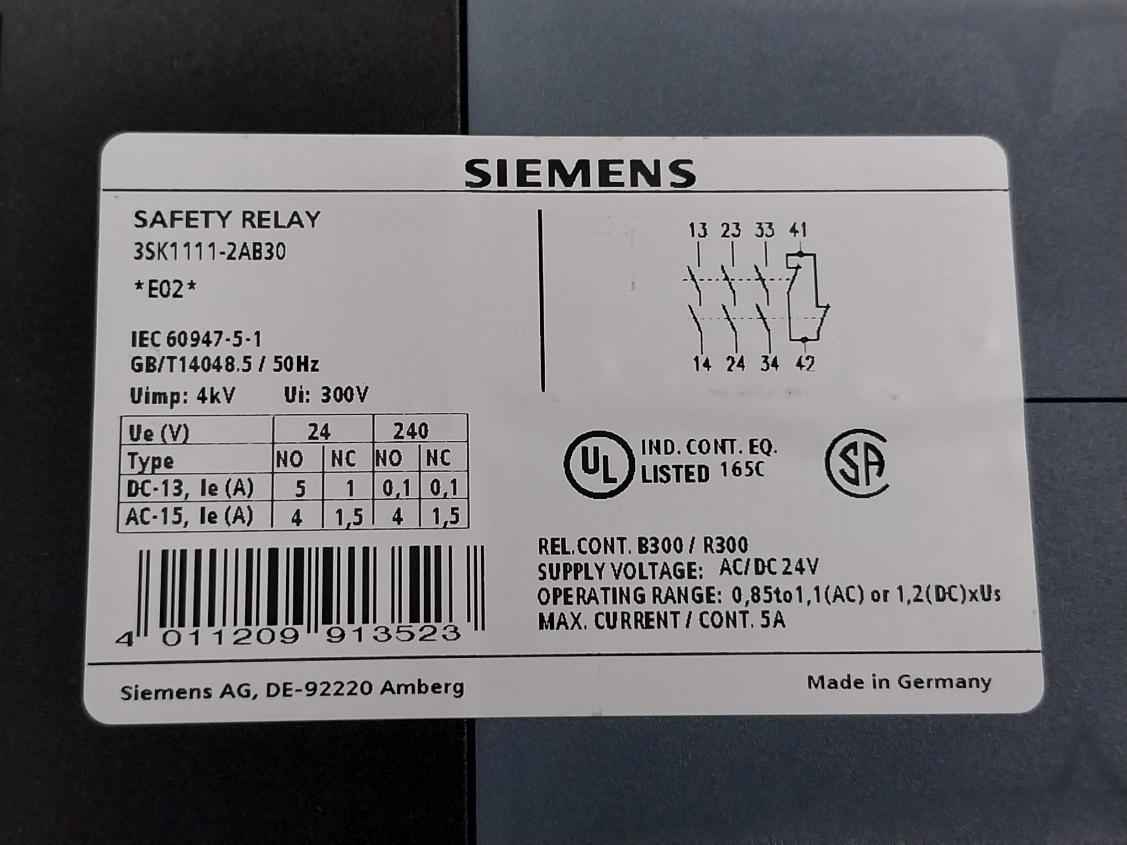 SIEMENS
SAFETY RELAY
3SK1111-2AB30
*E02*
IEC 60947-5-1
GB/T14048.5 / 50Hz
Uimp: 4kV Ui: 300V
Ue (V) 24 240
Type NO NC NO NC
DC-13, Ie (A) 5 1 0,1 0,1
AC-15, Ie (A) 4 1,5 4 1,5
4 011209 913523
13 23 33 41
14 24 34 42
UL IND. CONT. EQ.
LISTED 165C
SA
REL.CONT. B300 / R300
SUPPLY VOLTAGE: AC/DC 24V
OPERATING RANGE: 0,85to1,1(AC) or 1,2(DC)xUs
MAX. CURRENT / CONT. 5A
Siemens AG, DE-92220 Amberg
Made in Germany